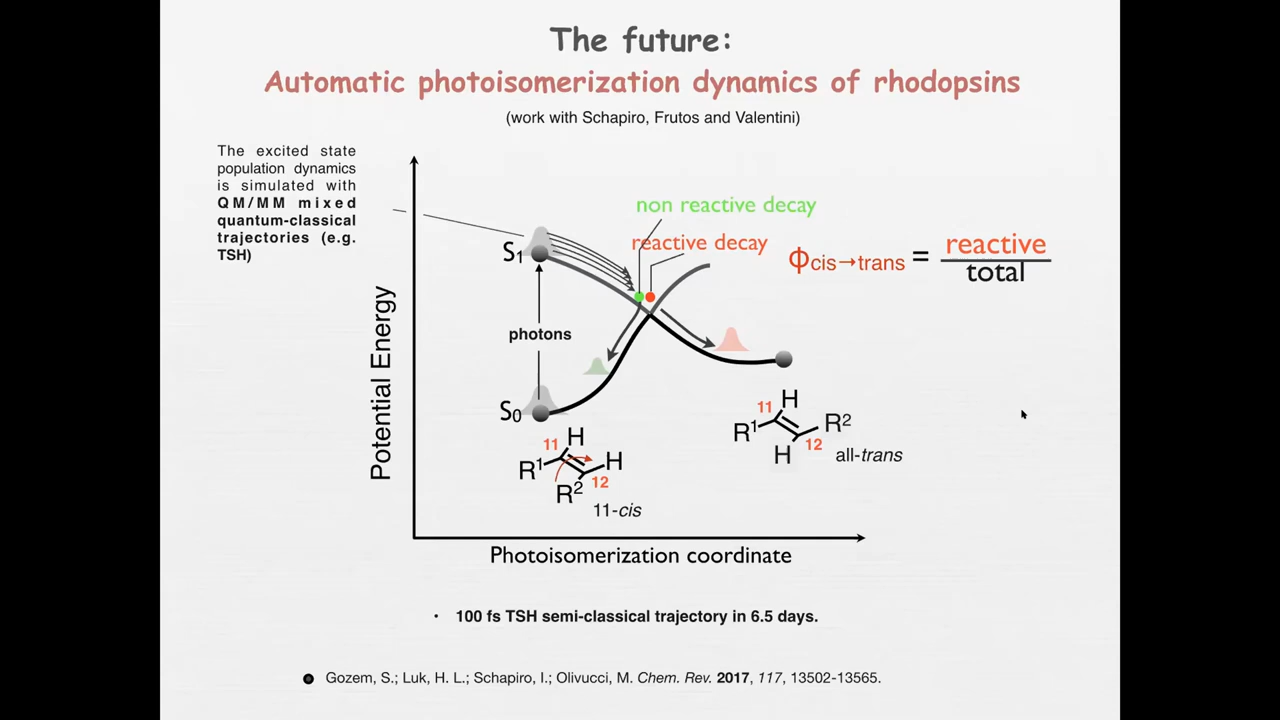 The future:
Automatic photoisomerization dynamics of rhodopsins
(work with Schapiro, Frutos and Valentini)
The excited state
population dynamics
is simulated with
QM/MM mixed
quantum-classical
trajectories (e.g.
TSH)
non reactive decay
reactive decay
Φcis→trans = reactive
total
S1
photons
S0
Potential Energy
11 H
R1 H
12
R2
11-cis
11 H
R1 R2
H 12
all-trans
Photoisomerization coordinate
· 100 fs TSH semi-classical trajectory in 6.5 days.
Gozem, S.; Luk, H. L.; Schapiro, I.; Olivucci, M. Chem. Rev. 2017, 117, 13502-13565.